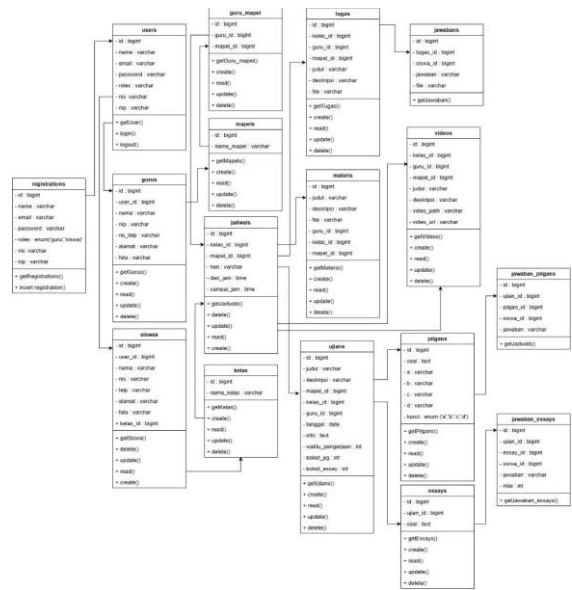 users
- id : bigint
- name : varchar
- email : varchar
- password : varchar
- roles : varchar
- nis : varchar
- nip : varchar
+ getUser()
+ login()
+ logout()
guru_mapel
- id : bigint
- guru_id : bigint
- mapel_id : bigint
+ getGuru_mapel()
+ create()
+ read()
+ update()
+ delete()
tugas
- id : bigint
- kelas_id : bigint
- guru_id : bigint
- mapel_id : bigint
- judul : varchar
- deskripsi : varchar
- file : varchar
+ getTugas()
+ create()
+ read()
+ update()
+ delete()
jawabans
- id : bigint
- tugas_id : bigint
- siswa_id : bigint
- jawaban : varchar
- file : varchar
+ getJawaban()
mapels
- id : bigint
- nama_mapel : varchar
+ getMapels()
+ create()
+ read()
+ update()
+ delete()
videos
- id : bigint
- kelas_id : bigint
- guru_id : bigint
- mapel_id : bigint
- judul : varchar
- deskripsi : varchar
- video_path : varchar
- video_url : varchar
+ getVideos()
+ create()
+ read()
+ update()
+ delete()
registrations
- id : bigint
- name : varchar
- email : varchar
- password : varchar
- roles : enum('guru','siswa')
- nis : varchar
- nip : varchar
+ getRegistrations()
+ insert registration()
gurus
- id : bigint
- user_id : bigint
- nama : varchar
- nip : varchar
- no_telp : varchar
- alamat : varchar
- foto : varchar
+ getGurus()
+ create()
+ read()
+ update()
+ delete()
materis
- id : bigint
- judul : varchar
- deskripsi : varchar
- file : varchar
- guru_id : bigint
- kelas_id : bigint
- mapel_id : bigint
+ getMateris()
+ create()
+ read()
+ update()
+ delete()
jadwals
- id : bigint
- kelas_id : bigint
- mapel_id : bigint
- hari : varchar
- dari_jam : time
- sampai_jam : time
+ getJadwals()
+ delete()
+ update()
+ read()
+ create()
jawaban_pilgans
- id : bigint
- ujian_id : bigint
- pilgan_id : bigint
- siswa_id : bigint
- jawaban : varchar
+ getJadwals()
siswas
- id : bigint
- user_id : bigint
- nama : varchar
- nis : varchar
- telp : varchar
- alamat : varchar
- foto : varchar
- kelas_id : bigint
+ getSiswa()
+ delete()
+ update()
+ read()
+ create()
kelas
- id : bigint
- nama_kelas : varchar
+ getKelas()
+ create()
+ read()
+ update()
+ delete()
ujians
- id : bigint
- judul : varchar
- deskripsi : varchar
- mapel_id : bigint
- kelas_id : bigint
- guru_id : bigint
- tanggal : date
- info : text
- waktu_pengerjaan : int
- bobot_pg : int
- bobot_essay : int
+ getUjians()
+ create()
+ read()
+ update()
+ delete()
pilgans
- id : bigint
- soal : text
- a : varchar
- b : varchar
- c : varchar
- d : varchar
- kunci : enum ('a','b','c','d')
+ getPilgans()
+ create()
+ read()
+ update()
+ delete()
jawaban_essays
- id : bigint
- ujian_id : bigint
- essay_id : bigint
- siswa_id : bigint
- jawaban : varchar
- nilai : int
+ getJawaban_essays()
essays
- id : bigint
- ujian_id : bigint
- soal : text
+ getEssays()
+ create()
+ read()
+ update()
+ delete()